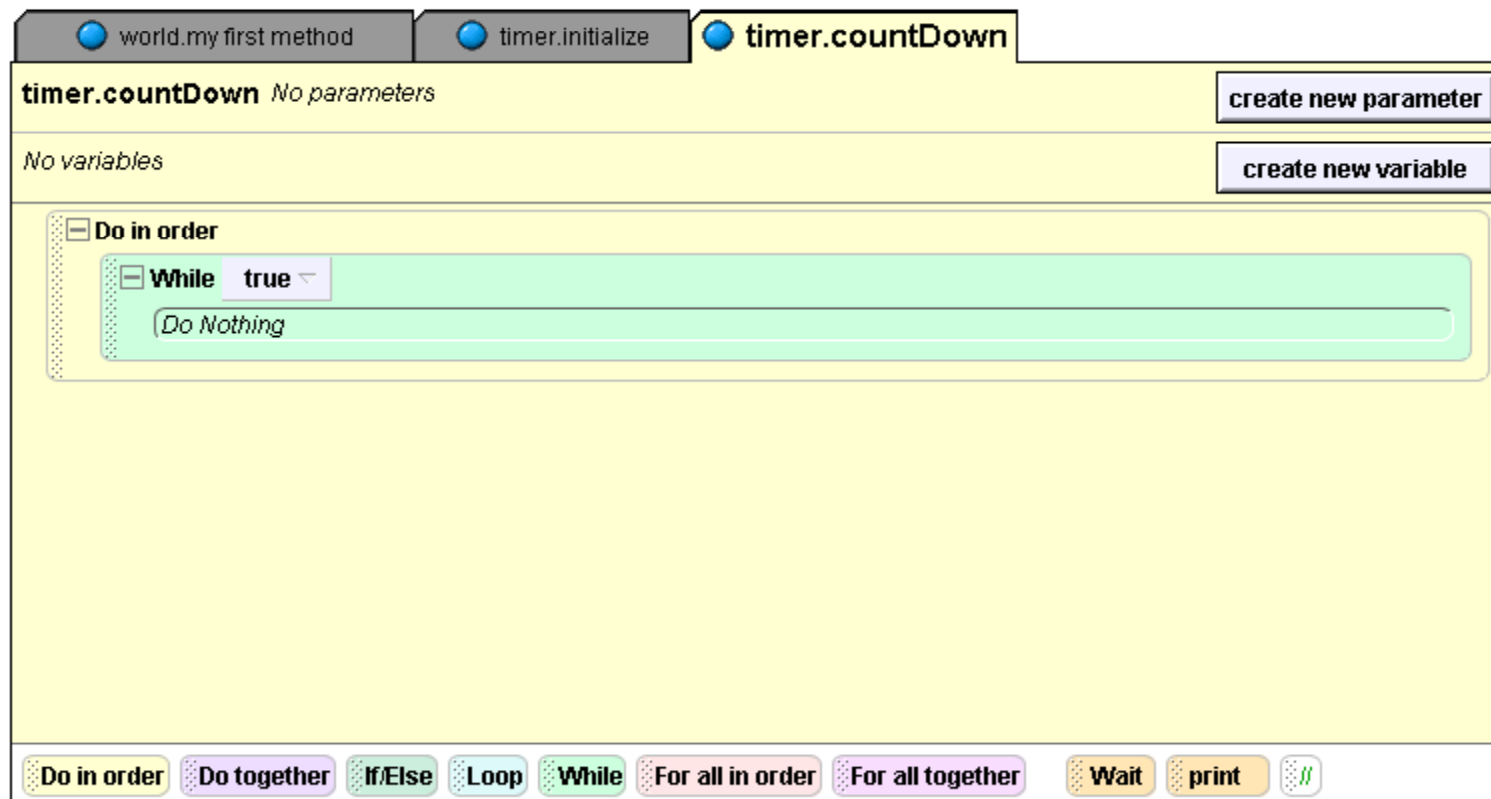 world.my first method timer.initialize timer.countDown
timer.countDown No parameters create new parameter
No variables create new variable
Do in order
While true
Do Nothing
Do in order Do together If/Else Loop While For all in order For all together Wait print //